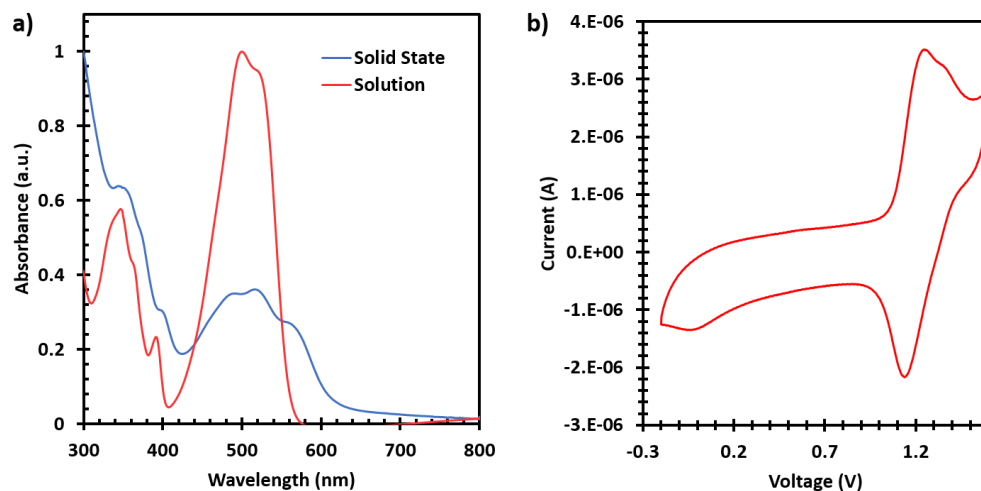 a)
Absorbance (a.u.)
1
0.8
0.6
0.4
0.2
0
Solid State
Solution
300 400 500 600 700 800
Wavelength (nm)
b)
Current (A)
4.E-06
3.E-06
2.E-06
1.E-06
0.E+00
-1.E-06
-2.E-06
-3.E-06
-0.3 0.2 0.7 1.2
Voltage (V)